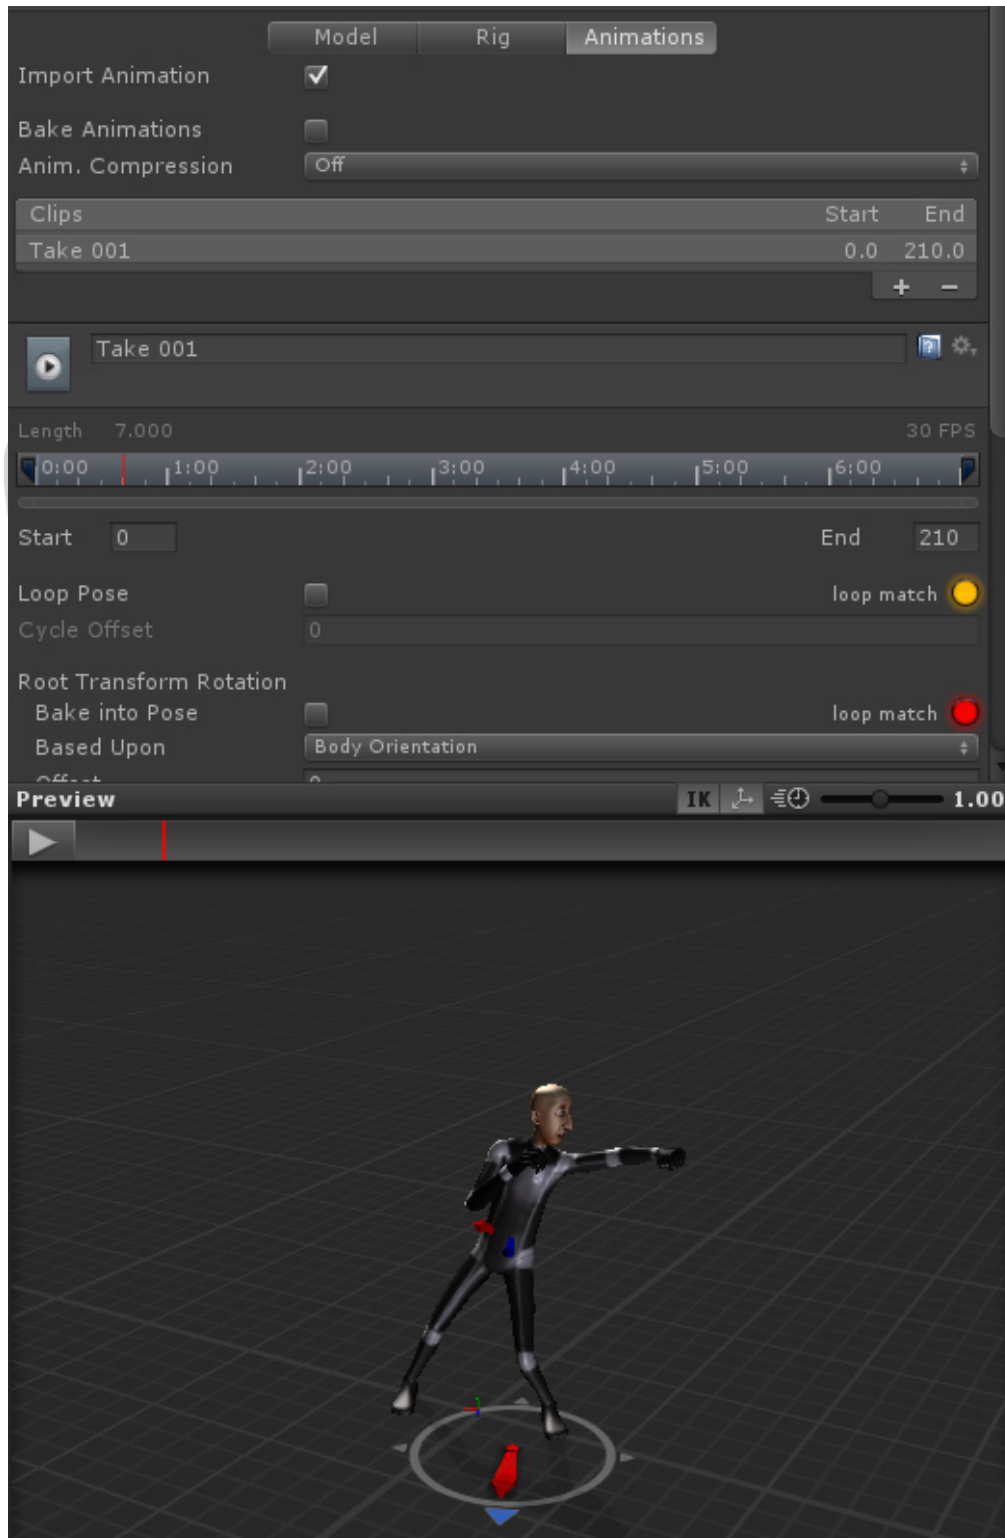 Model Rig Animations
Import Animation
Bake Animations
Anim. Compression Off
Clips Start End
Take 001 0.0 210.0
+ −
Take 001
Length 7.000 30 FPS
0:00 1:00 2:00 3:00 4:00 5:00 6:00
Start 0 End 210
Loop Pose loop match
Cycle Offset 0
Root Transform Rotation
Bake into Pose loop match
Based Upon Body Orientation
Offset 0
Preview IK 1.00